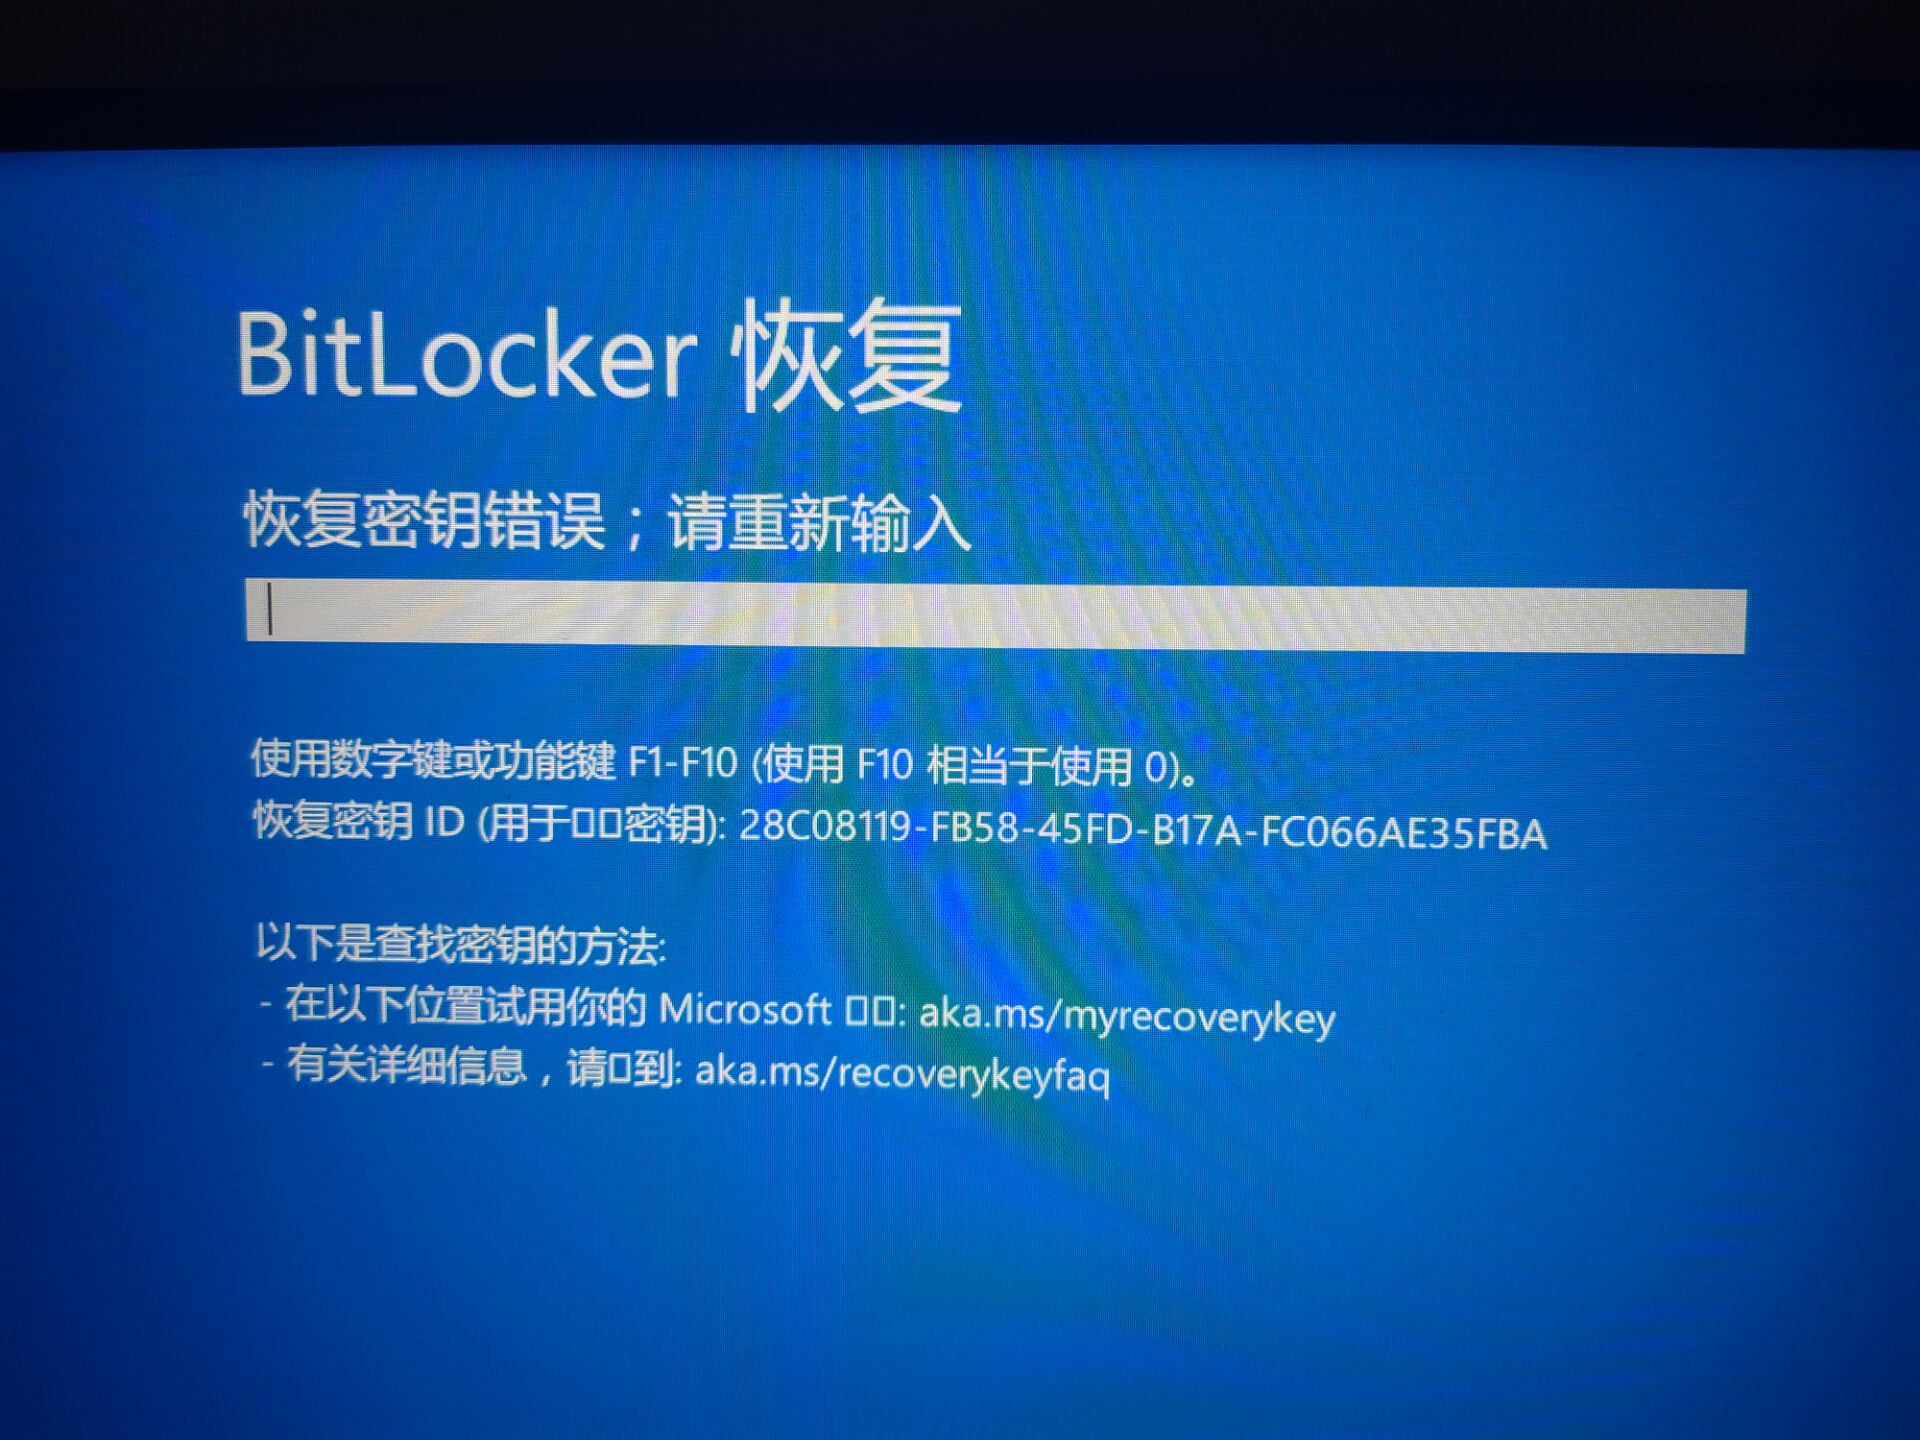 BitLocker 恢复
恢复密钥错误；请重新输入
使用数字键或功能键 F1-F10 (使用 F10 相当于使用 0)。
恢复密钥 ID (用于□□密钥): 28C08119-FB58-45FD-B17A-FC066AE35FBA
以下是查找密钥的方法:
- 在以下位置试用你的 Microsoft □□: aka.ms/myrecoverykey
- 有关详细信息，请□到: aka.ms/recoverykeyfaq